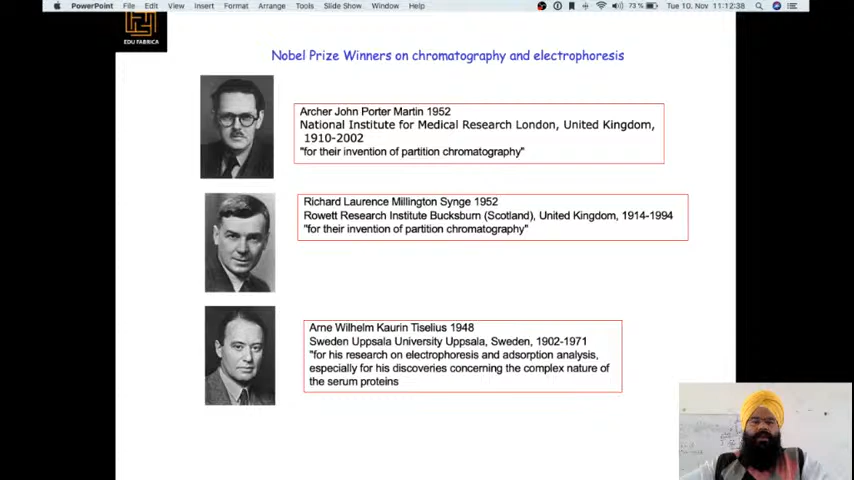 PowerPoint File Edit View Insert Format Arrange Tools Slide Show Window Help 73 % Tue 10. Nov 11:12:38
EDU FABRICA
Nobel Prize Winners on chromatography and electrophoresis
Archer John Porter Martin 1952
National Institute for Medical Research London, United Kingdom,
1910-2002
"for their invention of partition chromatography"
Richard Laurence Millington Synge 1952
Rowett Research Institute Bucksburn (Scotland), United Kingdom, 1914-1994
"for their invention of partition chromatography"
Arne Wilhelm Kaurin Tiselius 1948
Sweden Uppsala University Uppsala, Sweden, 1902-1971
"for his research on electrophoresis and adsorption analysis,
especially for his discoveries concerning the complex nature of
the serum proteins